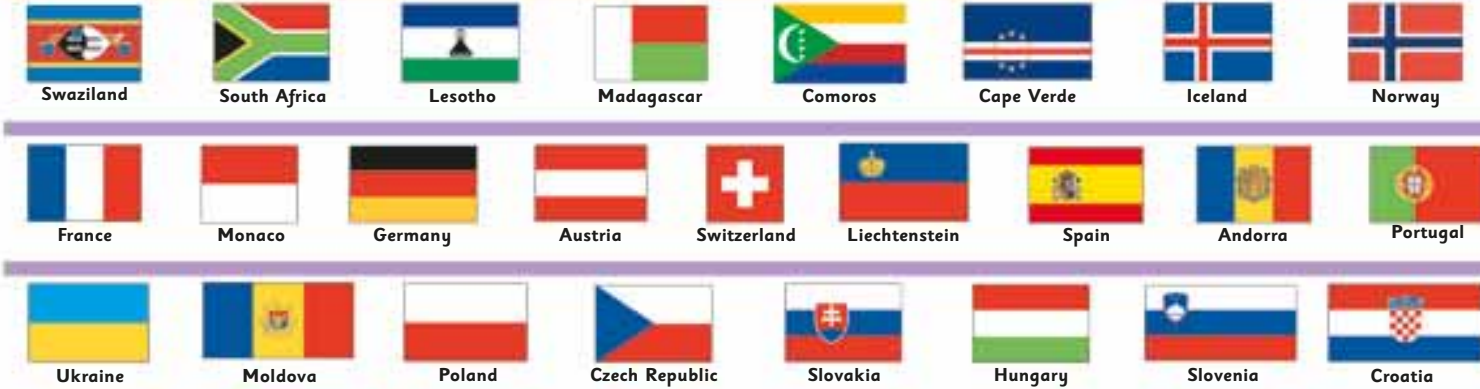 Swaziland South Africa Lesotho Madagascar Comoros Cape Verde Iceland Norway
France Monaco Germany Austria Switzerland Liechtenstein Spain Andorra Portugal
Ukraine Moldova Poland Czech Republic Slovakia Hungary Slovenia Croatia